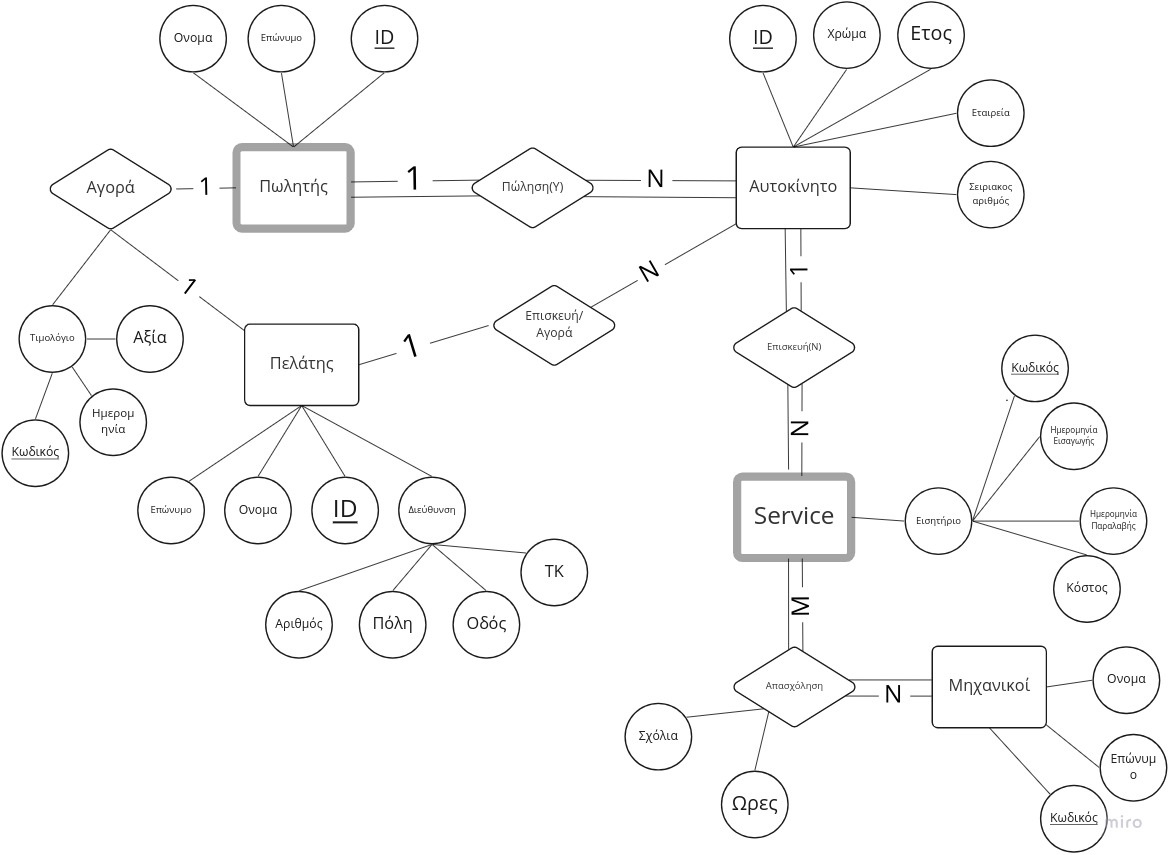 Ονομα
Επώνυμο
ID
ID
Χρώμα
Ετος
Εταιρεία
Σειριακος
αριθμός
Αγορά
1
Πωλητής
1
Πώληση(Υ)
N
Αυτοκίνητο
1
N
1
Επισκευή/
Αγορά
1
Πελάτης
Επισκευή(Ν)
Τιμολόγιο
Αξία
Ημερομ
ηνία
Κωδικός
N
Κωδικός
Ημερομηνία
Εισαγωγής
Επώνυμο
Ονομα
ID
Διεύθυνση
Service
Εισητήριο
Ημερομηνία
Παραλαβής
Κόστος
ΤΚ
Αριθμός
Πόλη
Οδός
M
Απασχόληση
N
Μηχανικοί
Ονομα
Σχόλια
Ωρες
Επώνυμ
ο
Κωδικός
miro